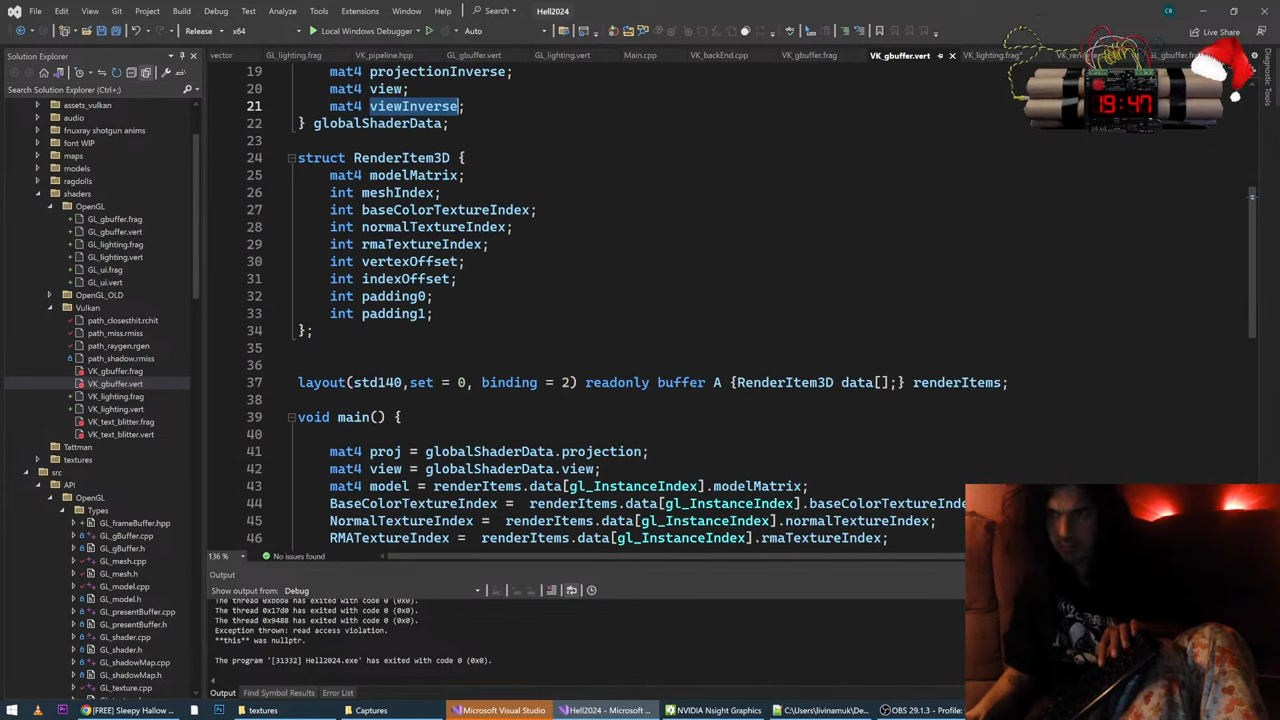 File Edit View Git Project Build Debug Test Analyze Tools Extensions Window Help Search Hell2024 CB
Release x64 Local Windows Debugger Auto Live Share
Solution Explorer
vector GL_lighting.frag VK_pipeline.hpp GL_gbuffer.vert GL_lighting.vert Main.cpp VK_backEnd.cpp VK_gbuffer.frag VK_gbuffer.vert VK_lighting.frag*
Search Solution Explorer (Ctrl+;)
assets_vulkan
audio
fnuxray shotgun anims
font WIP
maps
models
ragdolls
shaders
OpenGL
GL_gbuffer.frag
GL_gbuffer.vert
GL_lighting.frag
GL_lighting.vert
GL_ui.frag
GL_ui.vert
OpenGL_OLD
Vulkan
path_closesthit.rchit
path_miss.rmiss
path_raygen.rgen
path_shadow.rmiss
VK_gbuffer.frag
VK_gbuffer.vert
VK_lighting.frag
VK_lighting.vert
VK_text_blitter.frag
VK_text_blitter.vert
Tattman
textures
src
API
OpenGL
Types
GL_frameBuffer.hpp
GL_gBuffer.cpp
GL_gBuffer.h
GL_mesh.cpp
GL_mesh.h
GL_model.cpp
GL_model.h
GL_presentBuffer.cpp
GL_presentBuffer.h
GL_shader.cpp
GL_shader.h
GL_shadowMap.cpp
GL_shadowMap.h
GL_texture.cpp
19 mat4 projectionInverse;
20 mat4 view;
21 mat4 viewInverse;
22 } globalShaderData;
23
24 struct RenderItem3D {
25 mat4 modelMatrix;
26 int meshIndex;
27 int baseColorTextureIndex;
28 int normalTextureIndex;
29 int rmaTextureIndex;
30 int vertexOffset;
31 int indexOffset;
32 int padding0;
33 int padding1;
34 };
35
36
37 layout(std140,set = 0, binding = 2) readonly buffer A {RenderItem3D data[];} renderItems;
38
39 void main() {
40
41 mat4 proj = globalShaderData.projection;
42 mat4 view = globalShaderData.view;
43 mat4 model = renderItems.data[gl_InstanceIndex].modelMatrix;
44 BaseColorTextureIndex = renderItems.data[gl_InstanceIndex].baseColorTextureInde
45 NormalTextureIndex = renderItems.data[gl_InstanceIndex].normalTextureIndex;
46 RMATextureIndex = renderItems.data[gl_InstanceIndex].rmaTextureIndex;
136 % No issues found
Output
Show output from: Debug
The thread 0xbbb8 has exited with code 0 (0x0).
The thread 0x17d0 has exited with code 0 (0x0).
The thread 0x9488 has exited with code 0 (0x0).
Exception thrown: read access violation.
**this** was nullptr.
The program '[31332] Hell2024.exe' has exited with code 0 (0x0).
Output Find Symbol Results Error List
[FREE] Sleepy Hallow textures Captures Microsoft Visual Studio Hell2024 - Microsoft NVIDIA Nsight Graphics C:\Users\livinamuk\D OBS 29.1.3 - Profile:
Diagnostic Tools
19:47